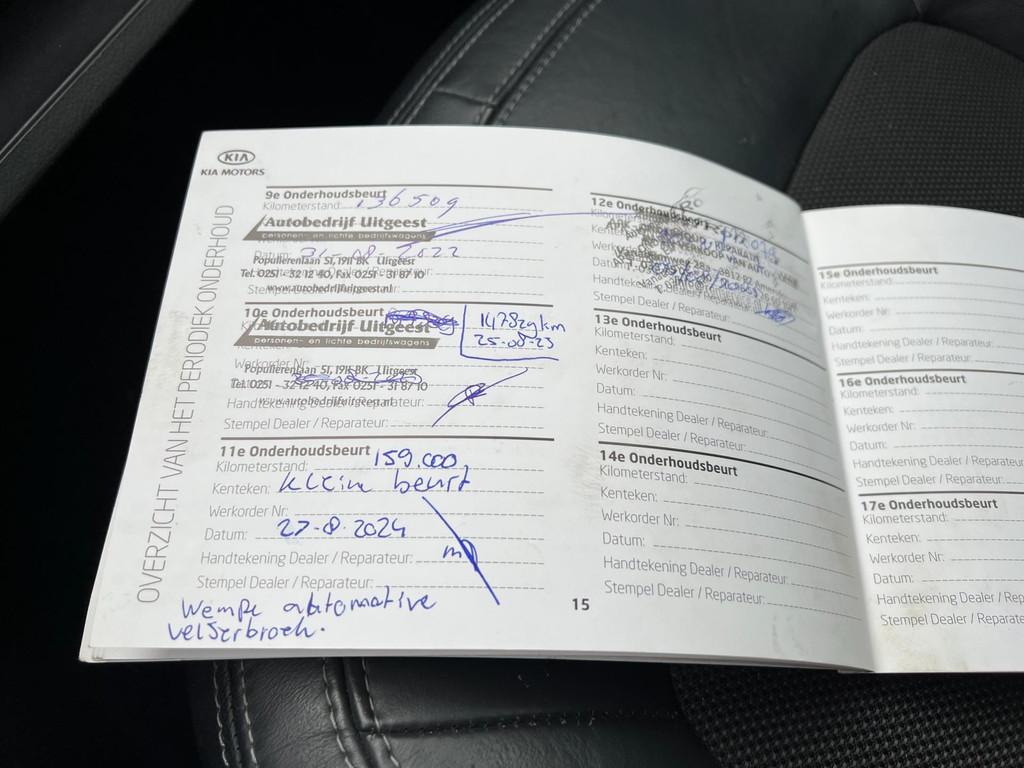 KIA
KIA MOTORS
OVERZICHT VAN HET PERIODIEK ONDERHOUD
9e Onderhoudsbeurt
Kilometerstand: 136509
Autobedrijf Uitgeest
personen- en lichte bedrijfswagens
Datum: 31-08-2022
Populierenlaan 51, 1911 BK Uitgeest
Tel. 0251 - 32 12 40, Fax 0251 - 31 87 10
www.autobedrijfuitgeest.nl
Stempel Dealer
10e Onderhoudsbeurt
Autobedrijf Uitgeest
personen- en lichte bedrijfswagens
147829 km
25-08-23
Werkorder Nr:
Populierenlaan 51, 1911 BK Uitgeest
Tel. 0251 - 32 12 40, Fax 0251 - 31 87 10
Handtekening Dealer / Reparateur:
www.autobedrijfuitgeest.nl
Stempel Dealer / Reparateur:
11e Onderhoudsbeurt
Kilometerstand: 159.000
Kenteken: Kleine beurt
Werkorder Nr:
Datum: 27-8-2024
Handtekening Dealer / Reparateur:
Stempel Dealer / Reparateur:
Wempe automotive
velserbroek.
12e Onderhoudsbeurt
Stempel Dealer / Reparateur:
13e Onderhoudsbeurt
Kilometerstand:
Kenteken:
Werkorder Nr:
Datum:
Handtekening Dealer / Reparateur:
Stempel Dealer / Reparateur:
14e Onderhoudsbeurt
Kilometerstand:
Kenteken:
Werkorder Nr:
Datum:
Handtekening Dealer / Reparateur:
Stempel Dealer / Reparateur:
15
15e Onderhoudsbeurt
Kilometerstand:
Kenteken:
Werkorder Nr:
Datum:
Handtekening Dealer / Reparateur:
Stempel Dealer / Reparateur:
16e Onderhoudsbeurt
Kilometerstand:
Kenteken:
Werkorder Nr:
Datum:
Handtekening Dealer / Reparateur
Stempel Dealer / Reparateur:
17e Onderhoudsbeurt
Kilometerstand:
Kenteken:
Werkorder Nr:
Datum:
Handtekening Dealer / Rep
Stempel Dealer / Reparate